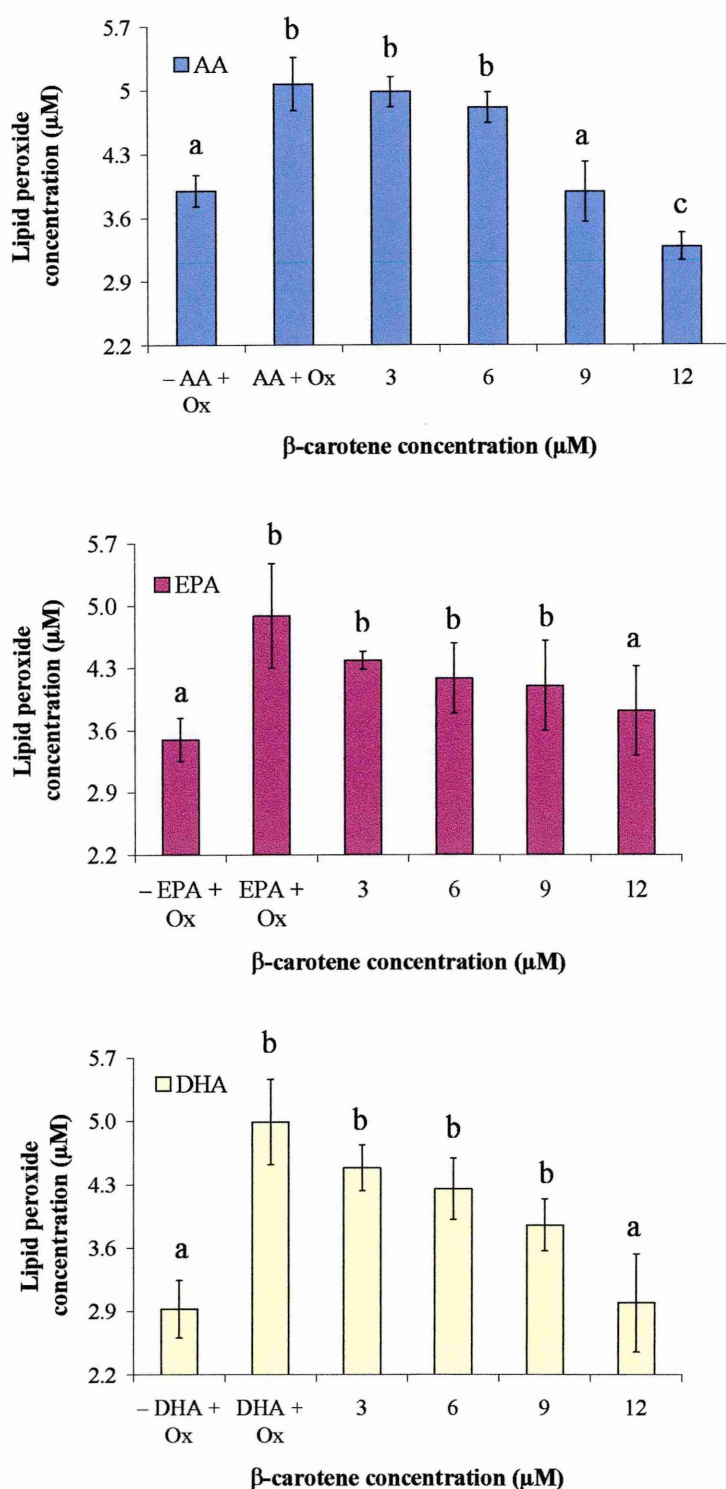 5.7
AA
b
b
b
5
a
a
4.3
c
3.6
2.9
2.2
Lipid peroxide
concentration (µM)
– AA +
Ox
AA + Ox
3
6
9
12
β-carotene concentration (µM)
5.7
EPA
b
5.0
b
b
b
a
4.3
a
3.6
2.9
2.2
Lipid peroxide
concentration (µM)
– EPA +
Ox
EPA +
Ox
3
6
9
12
β-carotene concentration (µM)
5.7
DHA
b
5.0
b
b
b
4.3
a
3.6
a
2.9
2.2
Lipid peroxide
concentration (µM)
– DHA +
Ox
DHA +
Ox
3
6
9
12
β-carotene concentration (µM)